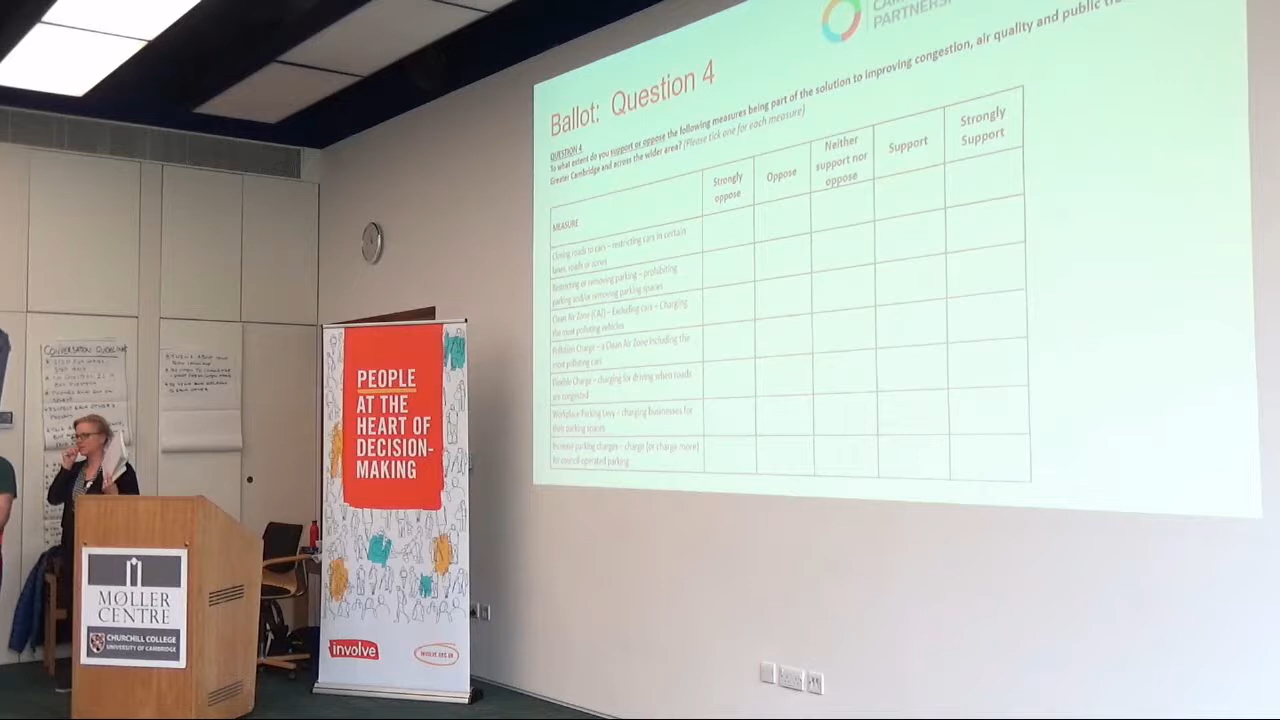 PARTNERS
Ballot: Question 4
QUESTION 4
To what extent do you support or oppose the following measures being part of the solution to improving congestion, air quality and public
Greater Cambridge and across the wider area? (Please tick one for each measure)
MEASURE
Strongly
oppose
Oppose
Neither
support nor
oppose
Support
Strongly
Support
Closing roads to cars – restricting cars in certain
lanes, roads or zones
Restricting or removing parking – prohibiting
parking and/or removing parking spaces
Clean Air Zone (CAZ) – Excluding cars – Charging
the most polluting vehicles
Pollution Charge – a Clean Air Zone including the
most polluting cars
Flexible Charge – charging for driving when roads
are congested
Workplace Parking Levy – charging businesses for
their parking spaces
Increase parking charges – charge (or charge more)
for council-operated parking
CONVERSATION GUIDELINES
PEOPLE
AT THE
HEART OF
DECISION-
MAKING
involve
involve.org.uk
MØLLER
CENTRE
CHURCHILL COLLEGE
UNIVERSITY OF CAMBRIDGE